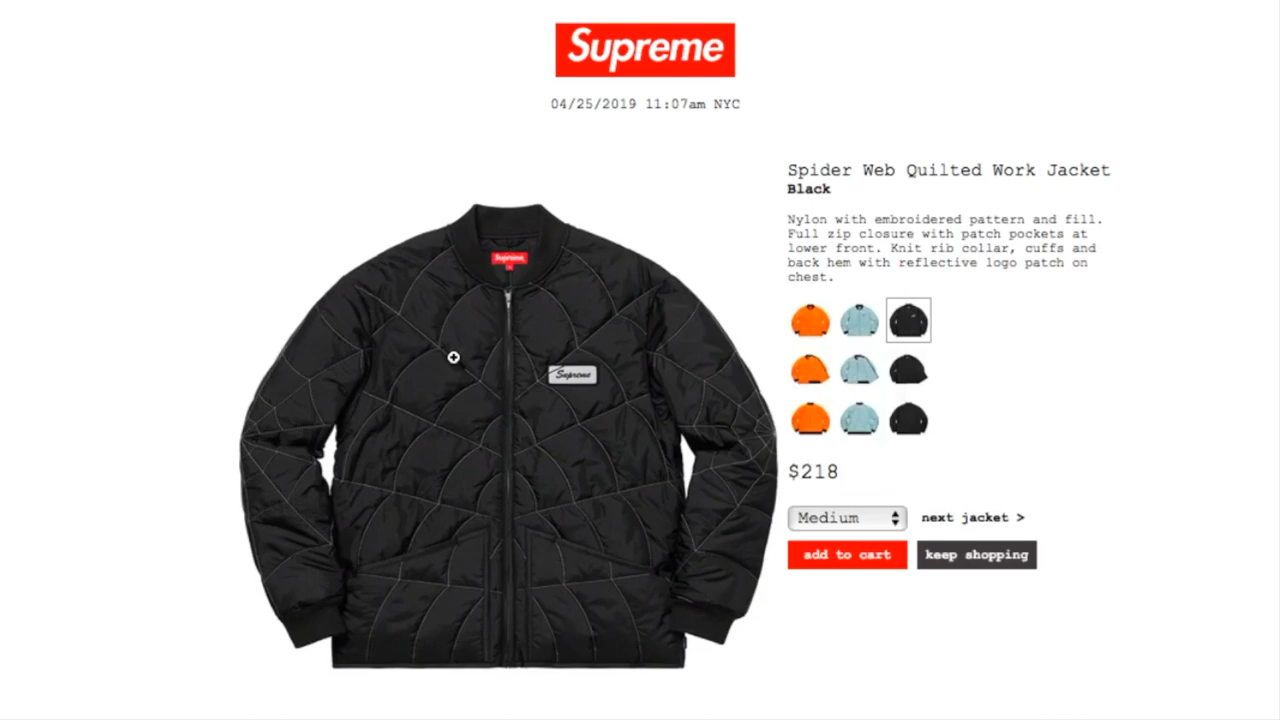 Supreme
04/25/2019 11:07am NYC
Spider Web Quilted Work Jacket
Black
Nylon with embroidered pattern and fill.
Full zip closure with patch pockets at
lower front. Knit rib collar, cuffs and
back hem with reflective logo patch on
chest.
Supreme
Supreme
$218
Medium
next jacket >
add to cart
keep shopping